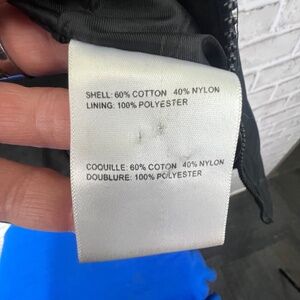 SHELL: 60% COTTON 40% NYLON
LINING: 100% POLYESTER
COQUILLE: 60% COTON 40% NYLON
DOUBLURE: 100% POLYESTER